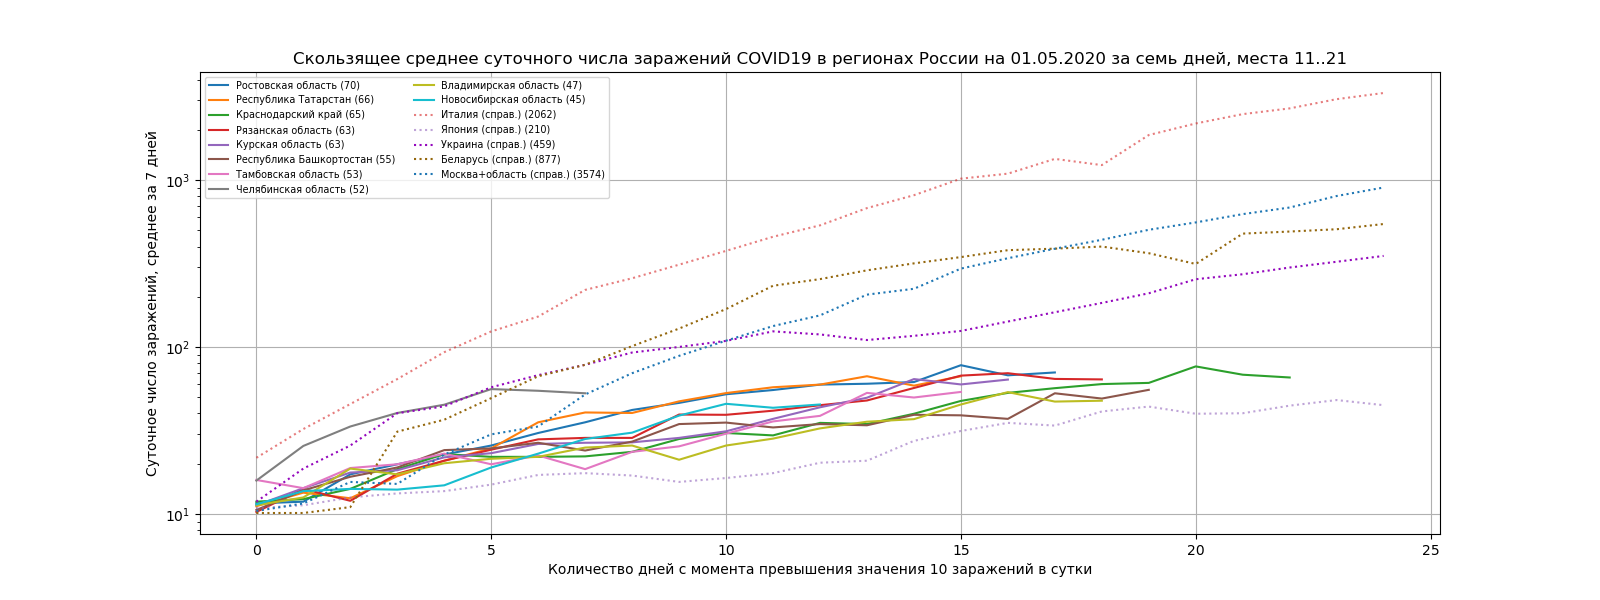 Скользящее среднее суточного числа заражений COVID19 в регионах России на 01.05.2020 за семь дней, места 11..21
Суточное число заражений, среднее за 7 дней
10³
10²
10¹
Ростовская область (70)
Республика Татарстан (66)
Краснодарский край (65)
Рязанская область (63)
Курская область (63)
Республика Башкортостан (55)
Тамбовская область (53)
Челябинская область (52)
Владимирская область (47)
Новосибирская область (45)
Италия (справ.) (2062)
Япония (справ.) (210)
Украина (справ.) (459)
Беларусь (справ.) (877)
Москва+область (справ.) (3574)
0 5 10 15 20 25
Количество дней с момента превышения значения 10 заражений в сутки